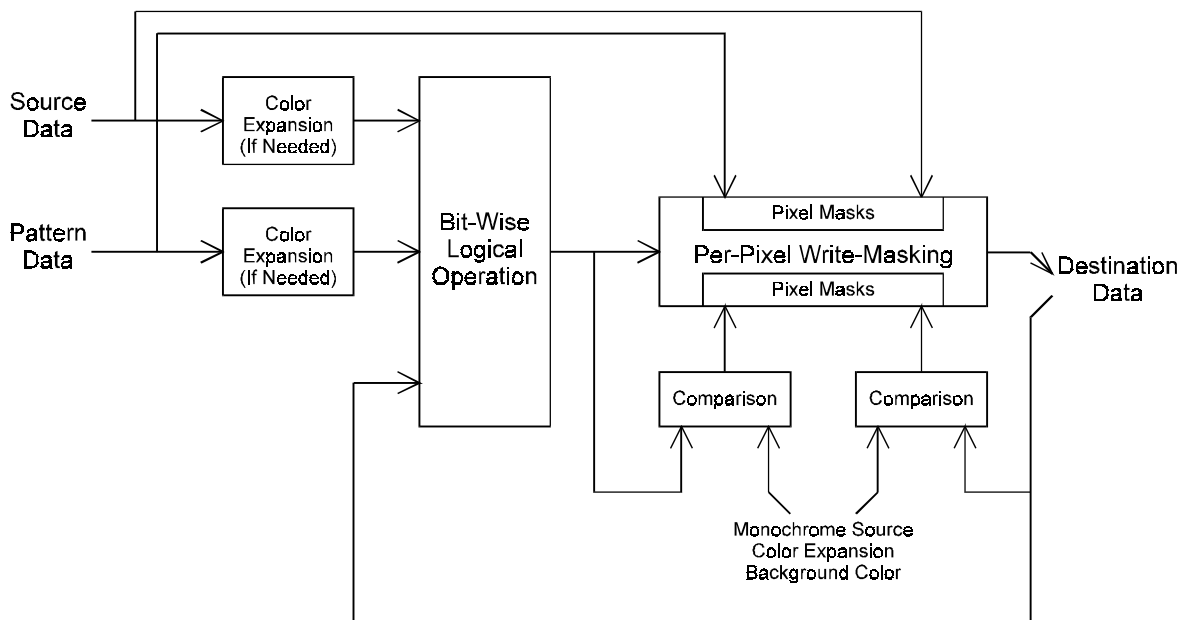 Source
Data
Color
Expansion
(If Needed)
Pattern
Data
Color
Expansion
(If Needed)
Bit-Wise
Logical
Operation
Pixel Masks
Per-Pixel Write-Masking
Pixel Masks
Destination
Data
Comparison
Comparison
Monochrome Source
Color Expansion
Background Color